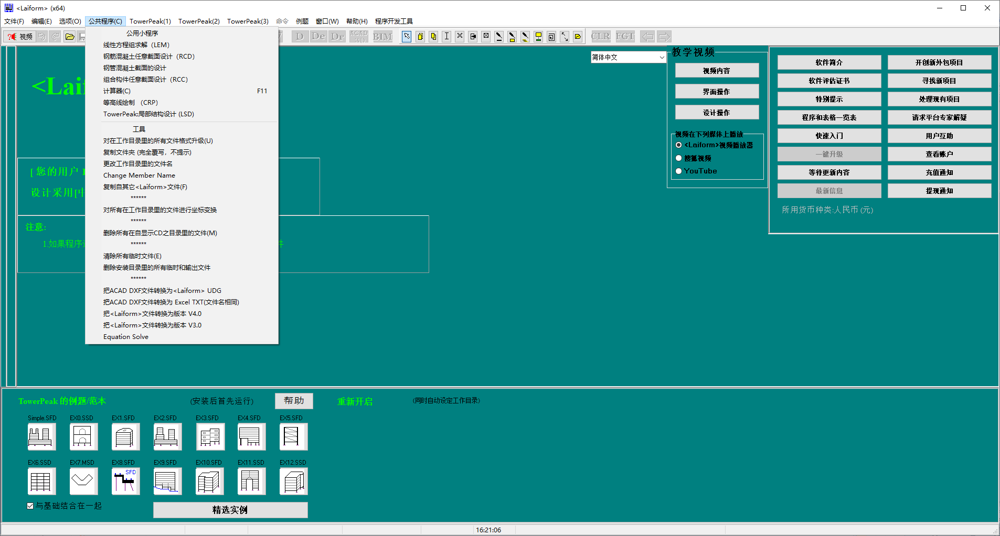 <Laiform> (x64)
文件(F) 编辑(E) 选项(O) 公共程序(C) TowerPeak(1) TowerPeak(2) TowerPeak(3) 命令 例题 窗口(W) 帮助(H) 程序开发工具
视频 D De Dr ACAD BIM CLR FGT
公用小程序
线性方程组求解（LEM）
钢筋混凝土任意截面设计（RCD）
钢管混凝土截面的设计
组合构件任意截面设计（RCC）
计算器(C) F11
等高线绘制 （CRP）
TowerPeak:局部结构设计 (LSD)
工具
对在工作目录里的所有文件格式升级(U)
复制文件夹 (完全覆写，不提示)
更改工作目录里的文件名
Change Member Name
复制自其它<Laiform>文件(F)
******
对所有在工作目录里的文件进行坐标变换
******
删除所有在自显示CD之目录里的文件(M)
******
清除所有临时文件(E)
删除安装目录里的所有临时和输出文件
******
把ACAD DXF文件转换为<Laiform> UDG
把ACAD DXF文件转换为 Excel TXT(文件名相同)
把<Laiform>文件转换为版本 V4.0
把<Laiform>文件转换为版本 V3.0
Equation Solve
<Lai
[ 您的用户
设计采用[中
注意:
1.如果程序 件
简体中文
教学视频
视频内容
界面操作
设计操作
视频在下列媒体上播放
<Laiform>视频播放器
搜狐视频
YouTube
软件简介 开创新外包项目
软件评估证书 寻找新项目
特别提示 处理现有项目
程序和表格一览表 请求平台专家解疑
快速入门 用户互助
一键升级 查看账户
等待更新内容 充值通知
最新信息 提现通知
所用货币种类:人民币 (元)
TowerPeak 的例题/范本 (安装后首先运行) 帮助 重新开启 (同时自动设定工作目录)
Simple.SFD EX0.SSD EX1.SFD EX2.SFD EX3.SFD EX4.SFD EX5.SFD
EX6.SSD EX7.MSD EX8.SFD EX9.SFD EX10.SFD EX11.SSD EX12.SSD
SFD
与基础结合在一起 精选实例
16:21:06